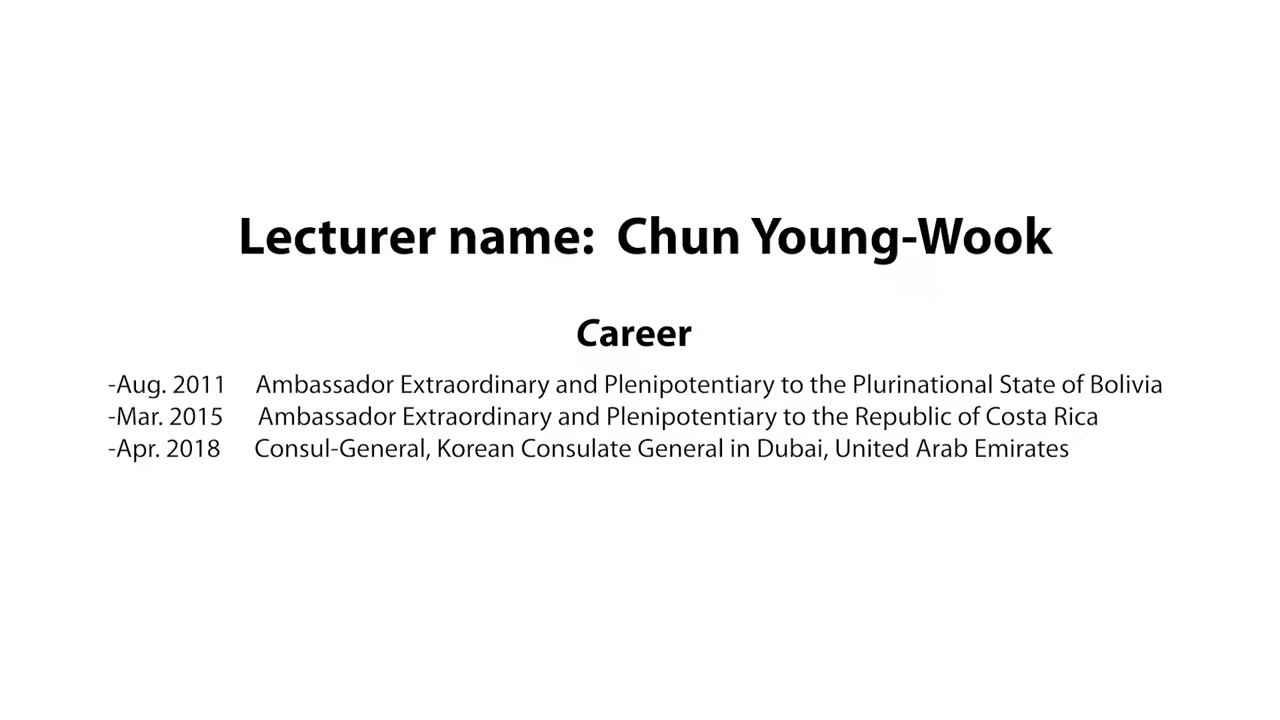 Lecturer name: Chun Young-Wook
Career
-Aug. 2011 Ambassador Extraordinary and Plenipotentiary to the Plurinational State of Bolivia
-Mar. 2015 Ambassador Extraordinary and Plenipotentiary to the Republic of Costa Rica
-Apr. 2018 Consul-General, Korean Consulate General in Dubai, United Arab Emirates